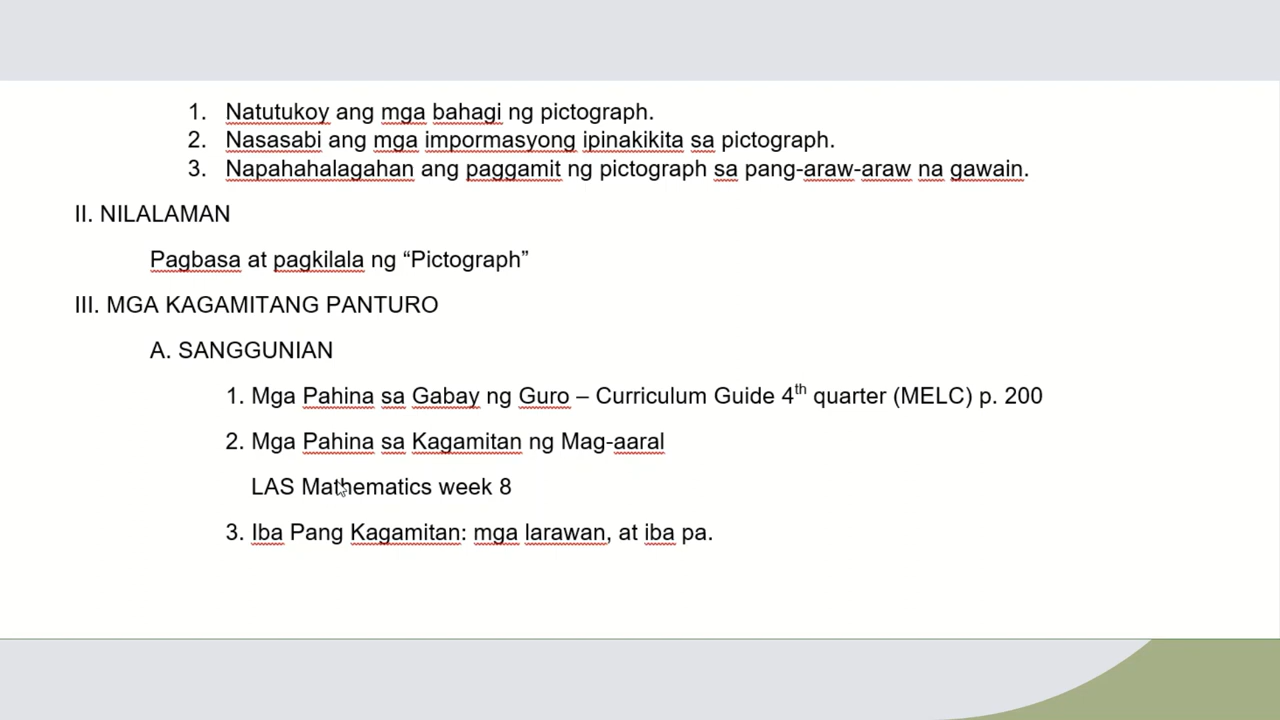 1. Natutukoy ang mga bahagi ng pictograph.
2. Nasasabi ang mga impormasyong ipinakikita sa pictograph.
3. Napahahalagahan ang paggamit ng pictograph sa pang-araw-araw na gawain.
II. NILALAMAN
Pagbasa at pagkilala ng “Pictograph”
III. MGA KAGAMITANG PANTURO
A. SANGGUNIAN
1. Mga Pahina sa Gabay ng Guro – Curriculum Guide 4th quarter (MELC) p. 200
2. Mga Pahina sa Kagamitan ng Mag-aaral
LAS Mathematics week 8
3. Iba Pang Kagamitan: mga larawan, at iba pa.